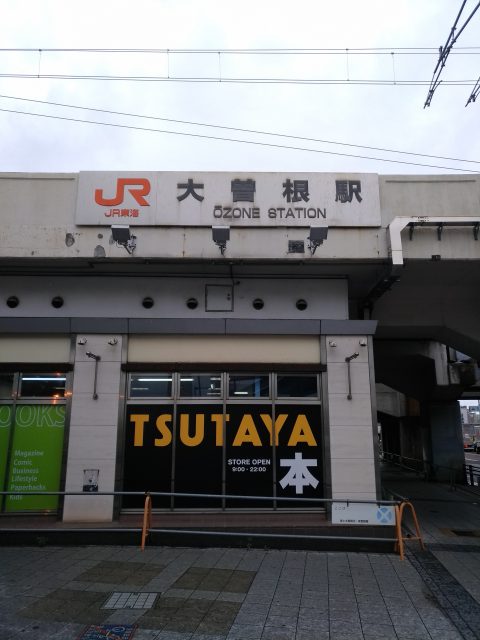 JR
JR東海
大曽根駅
ŌZONE STATION
BOOKS
Magazine
Comic
Business
Lifestyle
Paperbacks
Kids
TSUTAYA
STORE OPEN
9:00 - 22:00
本